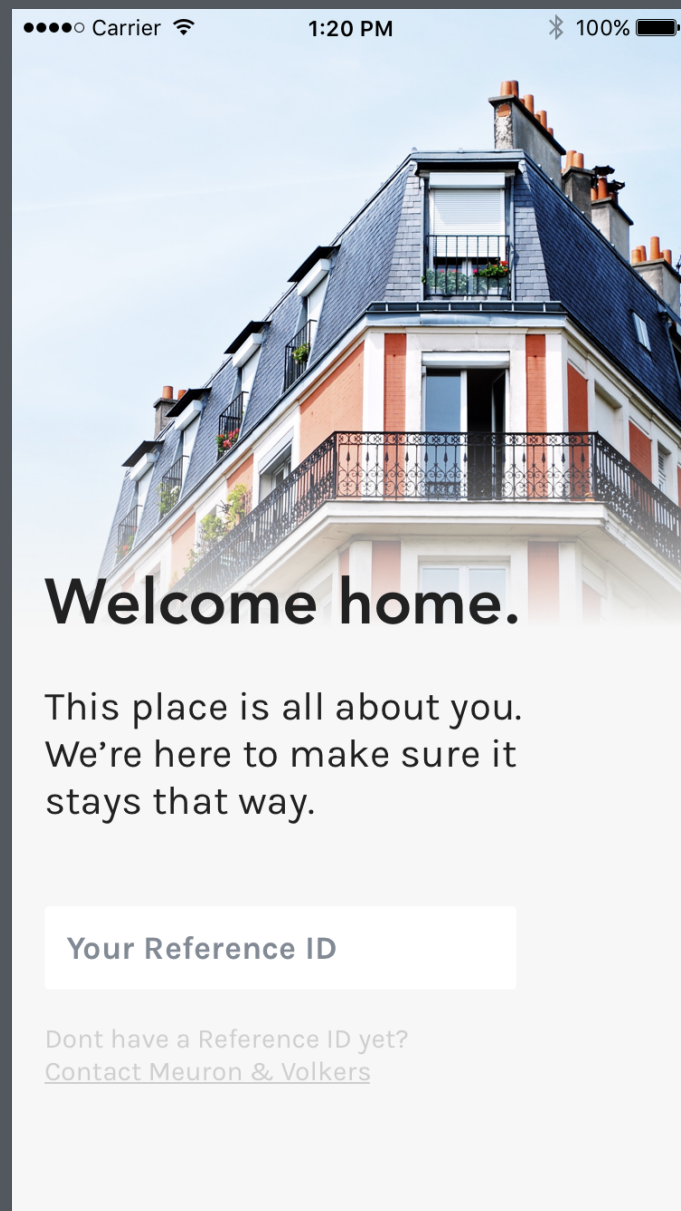 Carrier 1:20 PM 100%
Welcome home.
This place is all about you.
We’re here to make sure it
stays that way.
Your Reference ID
Dont have a Reference ID yet?
Contact Meuron & Volkers